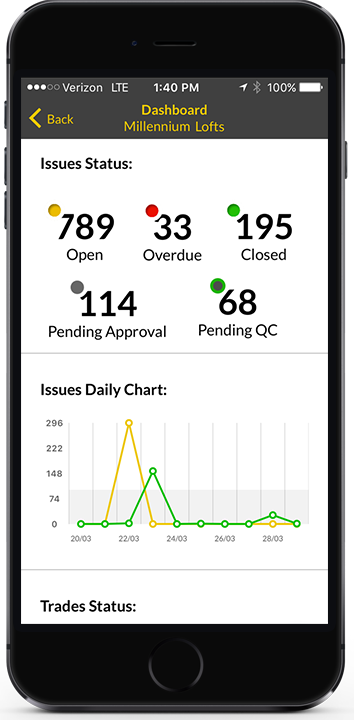 Verizon LTE 1:40 PM 100%
Back
Dashboard
Millennium Lofts
Issues Status:
789 33 195
Open Overdue Closed
114 68
Pending Approval Pending QC
Issues Daily Chart:
296
222
148
74
0
20/03 22/03 24/03 26/03 28/03
Trades Status: